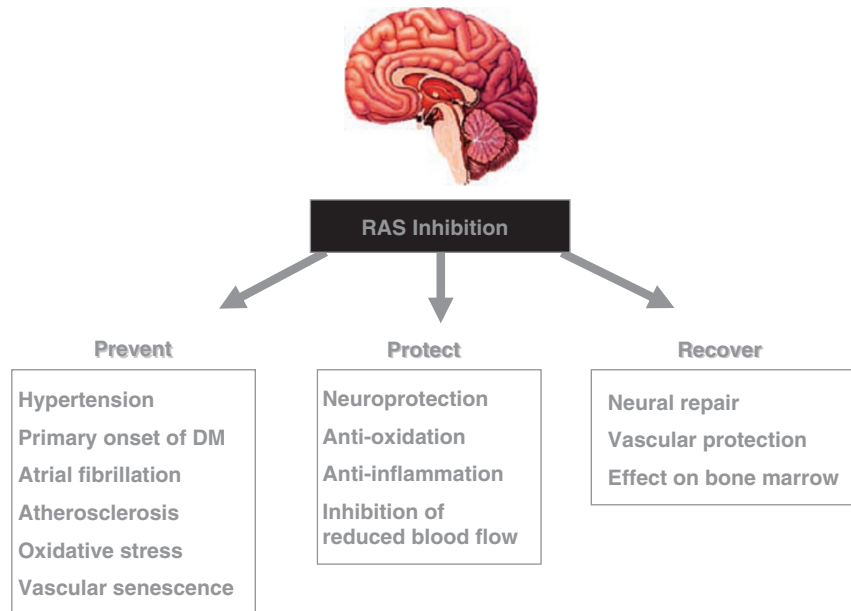 RAS Inhibition
Prevent
Hypertension
Primary onset of DM
Atrial fibrillation
Atherosclerosis
Oxidative stress
Vascular senescence
Protect
Neuroprotection
Anti-oxidation
Anti-inflammation
Inhibition of
reduced blood flow
Recover
Neural repair
Vascular protection
Effect on bone marrow